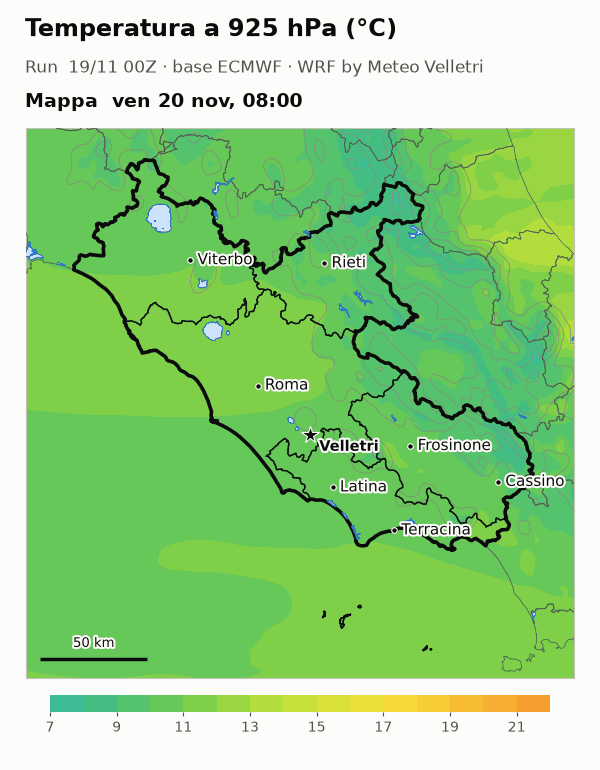 Temperatura a 925 hPa (°C)
Run  19/11 00Z · base ECMWF · WRF by Meteo Velletri
Mappa  ven 20 nov, 08:00
Viterbo
Rieti
Roma
Velletri
Frosinone
Latina
Cassino
Terracina
50 km
7 9 11 13 15 17 19 21